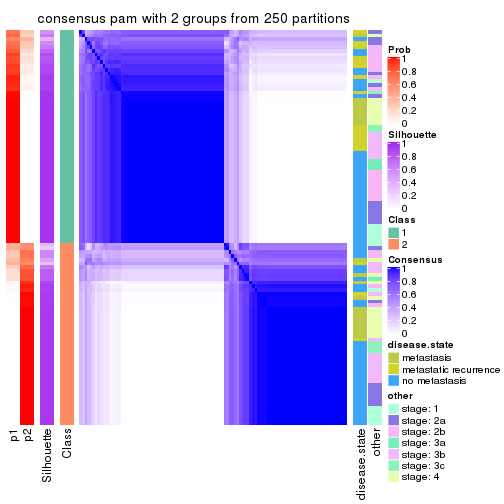 consensus pam with 2 groups from 250 partitions
Prob
1
0.8
0.6
0.4
0.2
0
Silhouette
1
0.8
0.6
0.4
0.2
0
Class
1
2
Consensus
1
0.8
0.6
0.4
0.2
0
disease.state
metastasis
metastatic recurrence
no metastasis
other
stage: 1
stage: 2a
stage: 2b
stage: 3a
stage: 3b
stage: 3c
stage: 4
p1
p2
Silhouette
Class
disease.state
other